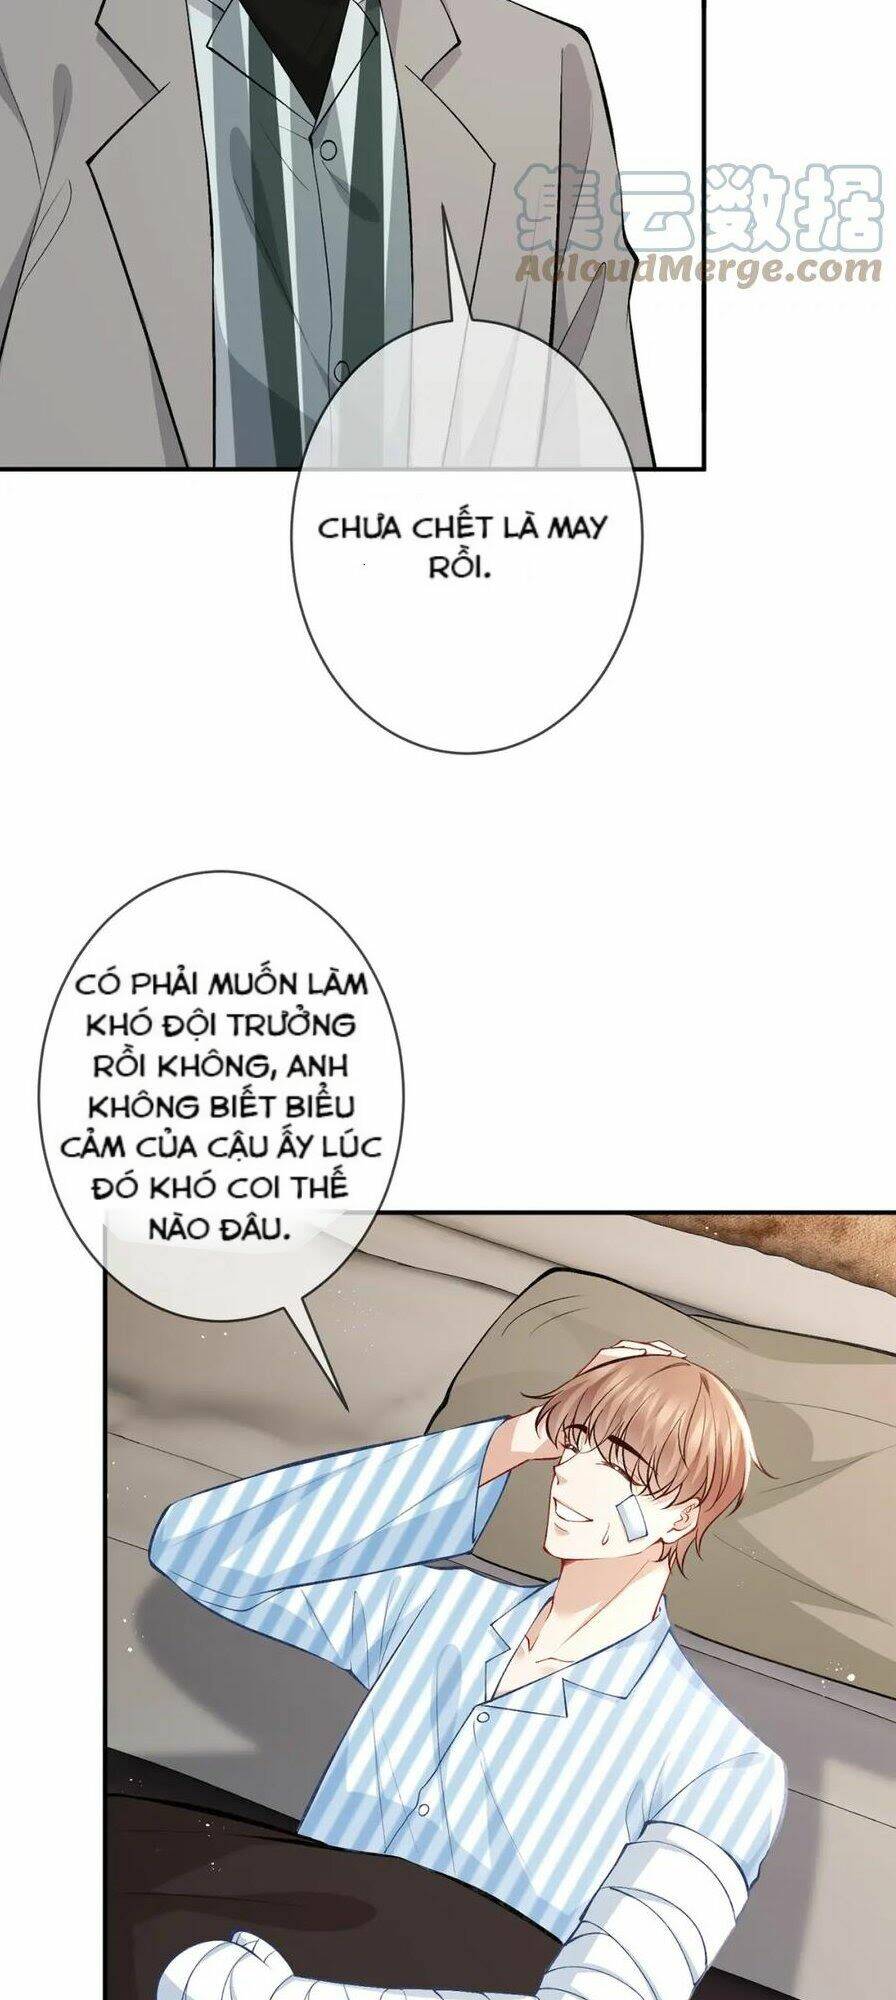 集云数据
AcloudMerge.com
CHƯA CHẾT LÀ MAY
RỒI.
CÓ PHẢI MUỐN LÀM
KHÓ ĐỘI TRƯỞNG
RỒI KHÔNG, ANH
KHÔNG BIẾT BIỂU
CẢM CỦA CẬU ẤY LÚC
ĐÓ KHÓ COI THẾ
NÀO ĐÂU.